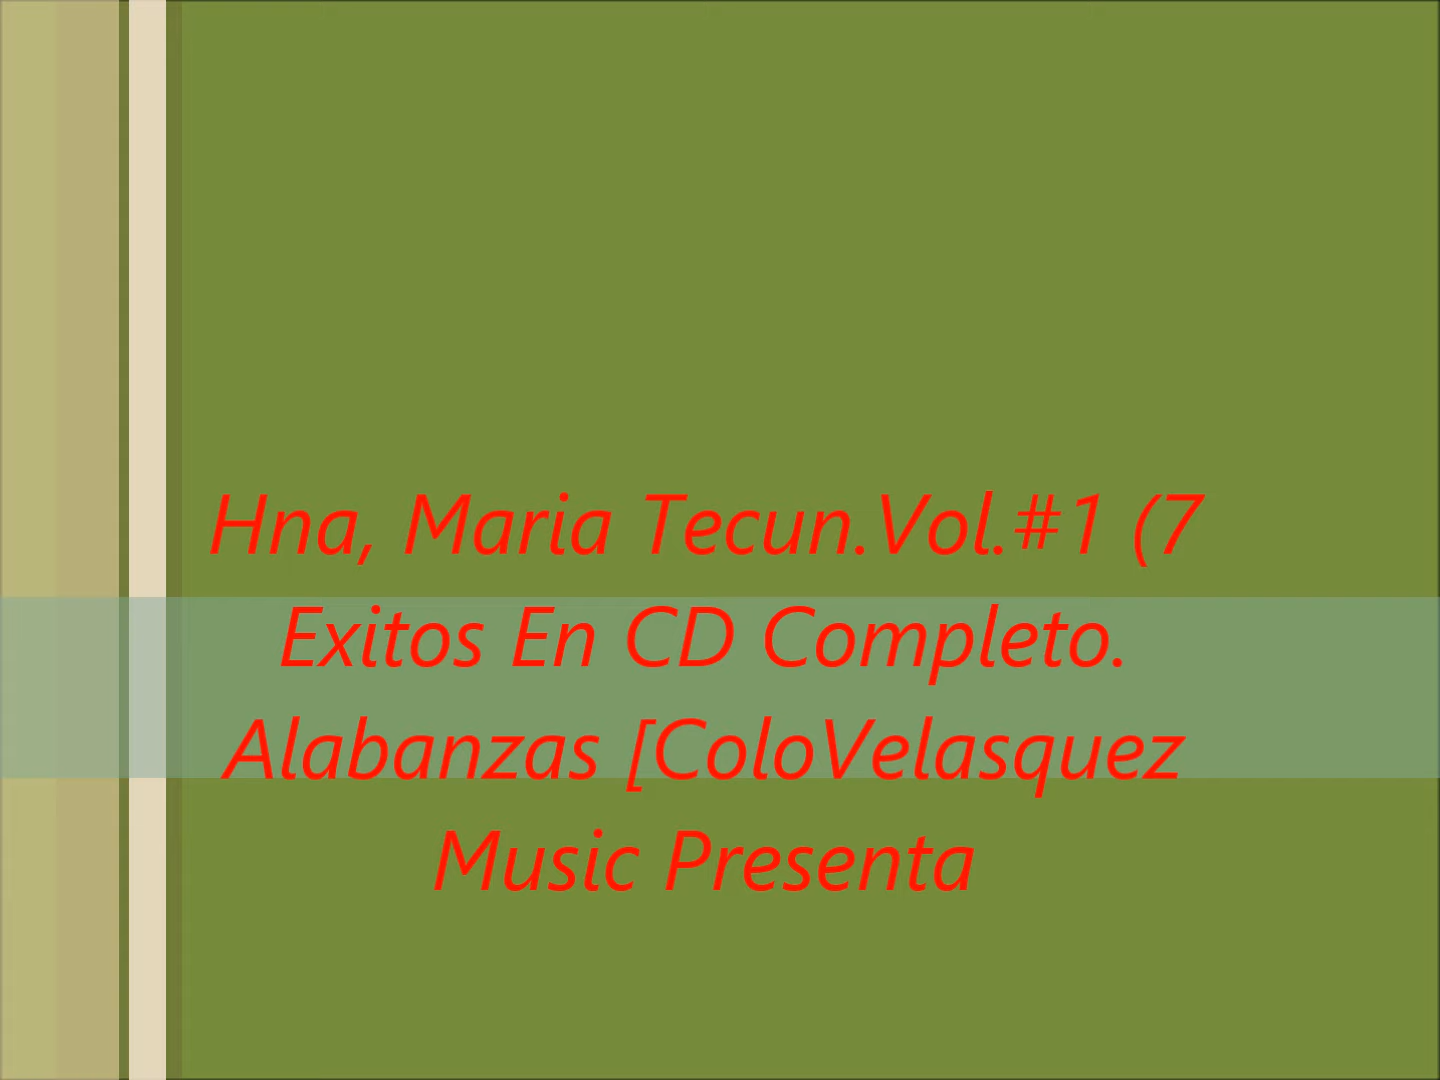 Hna, Maria Tecun.Vol.#1 (7
Exitos En CD Completo.
Alabanzas [ColoVelasquez
Music Presenta